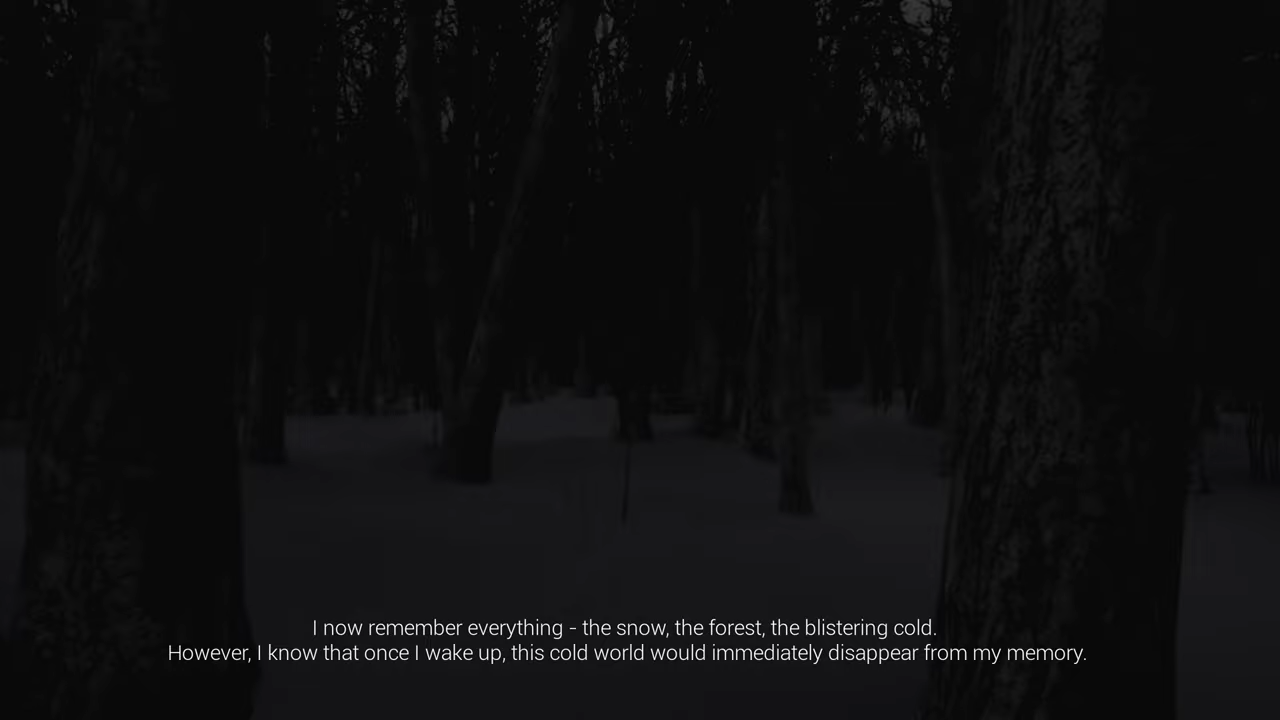 I now remember everything - the snow, the forest, the blistering cold.
However, I know that once I wake up, this cold world would immediately disappear from my memory.